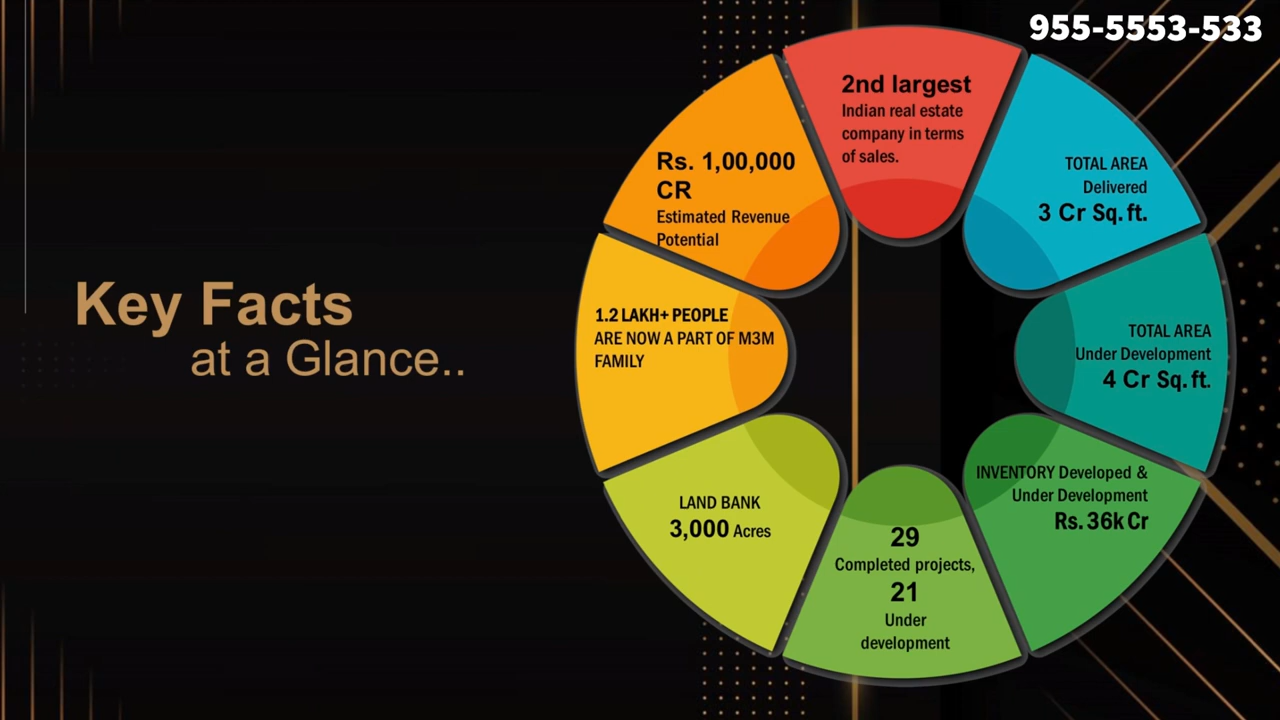 955-5553-533
Key Facts
at a Glance..
2nd largest
Indian real estate
company in terms
of sales.
TOTAL AREA
Delivered
3 Cr Sq. ft.
TOTAL AREA
Under Development
4 Cr Sq. ft.
INVENTORY Developed &
Under Development
Rs. 36k Cr
29
Completed projects,
21
Under
development
LAND BANK
3,000 Acres
1.2 LAKH+ PEOPLE
ARE NOW A PART OF M3M
FAMILY
Rs. 1,00,000
CR
Estimated Revenue
Potential